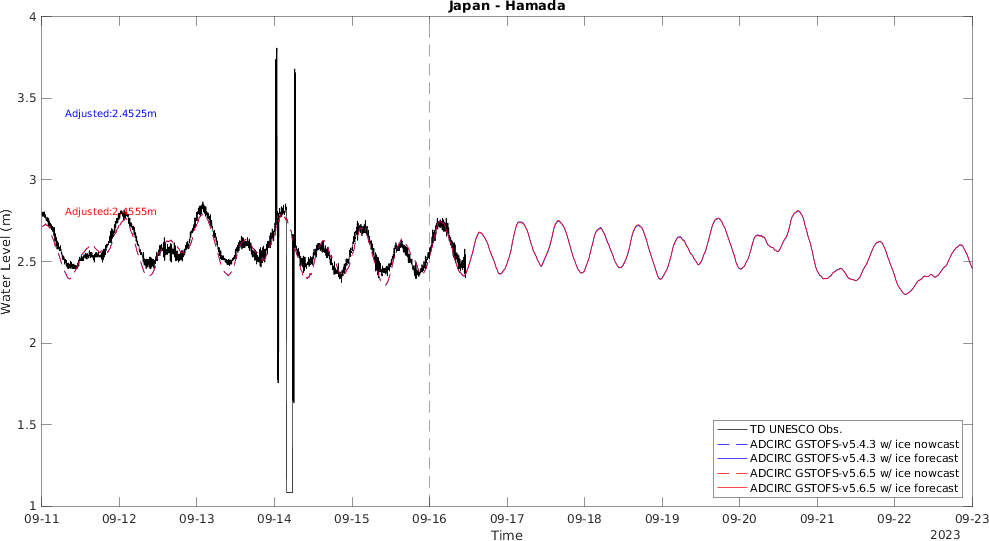 Japan - Hamada
4
3.5
3
2.5
2
1.5
1
Water Level (m)
Adjusted:2.4525m
Adjusted:2.4555m
TD UNESCO Obs.
ADCIRC GSTOFS-v5.4.3 w/ ice nowcast
ADCIRC GSTOFS-v5.4.3 w/ ice forecast
ADCIRC GSTOFS-v5.6.5 w/ ice nowcast
ADCIRC GSTOFS-v5.6.5 w/ ice forecast
09-11 09-12 09-13 09-14 09-15 09-16 09-17 09-18 09-19 09-20 09-21 09-22 09-23
Time
2023